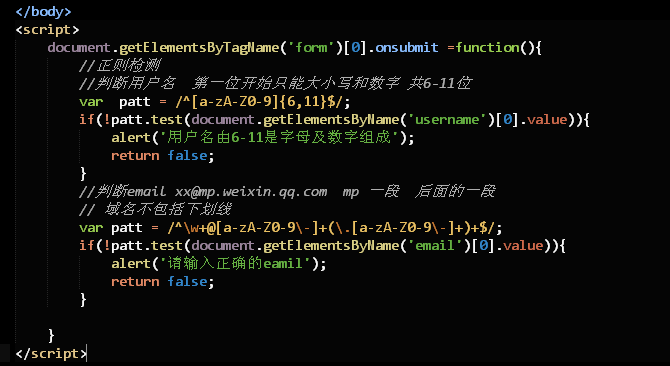 </body>
<script>
document.getElementsByTagName('form')[0].onsubmit =function(){
//正则检测
//判断用户名 第一位开始只能大小写和数字 共6-11位
var patt = /^[a-zA-Z0-9]{6,11}$/;
if(!patt.test(document.getElementsByName('username')[0].value)){
alert('用户名由6-11是字母及数字组成');
return false;
}
//判断email xx@mp.weixin.qq.com mp 一段 后面的一段
// 域名不包括下划线
var patt = /^\w+@[a-zA-Z0-9\-]+(\.[a-zA-Z0-9\-]+)+$/;
if(!patt.test(document.getElementsByName('email')[0].value)){
alert('请输入正确的eamil');
return false;
}
}
</script>